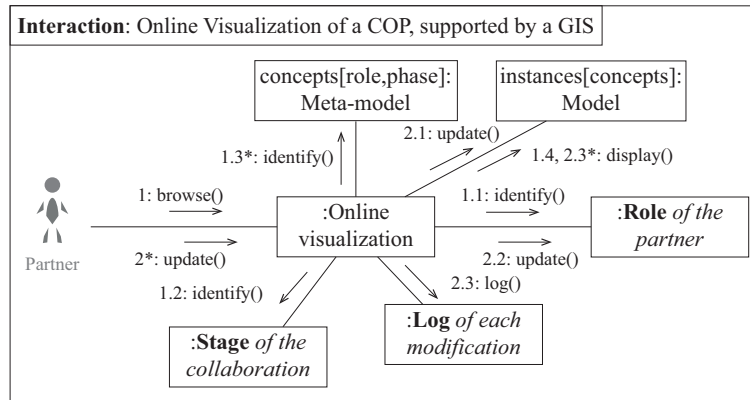 Interaction: Online Visualization of a COP, supported by a GIS
concepts[role,phase]:
Meta-model
instances[concepts]:
Model
2.1: update()
1.3*: identify()
1.4, 2.3*: display()
1: browse()
:Online
visualization
1.1: identify()
:Role of the
partner
Partner
2*: update()
2.2: update()
1.2: identify()
2.3: log()
:Stage of the
collaboration
:Log of each
modification